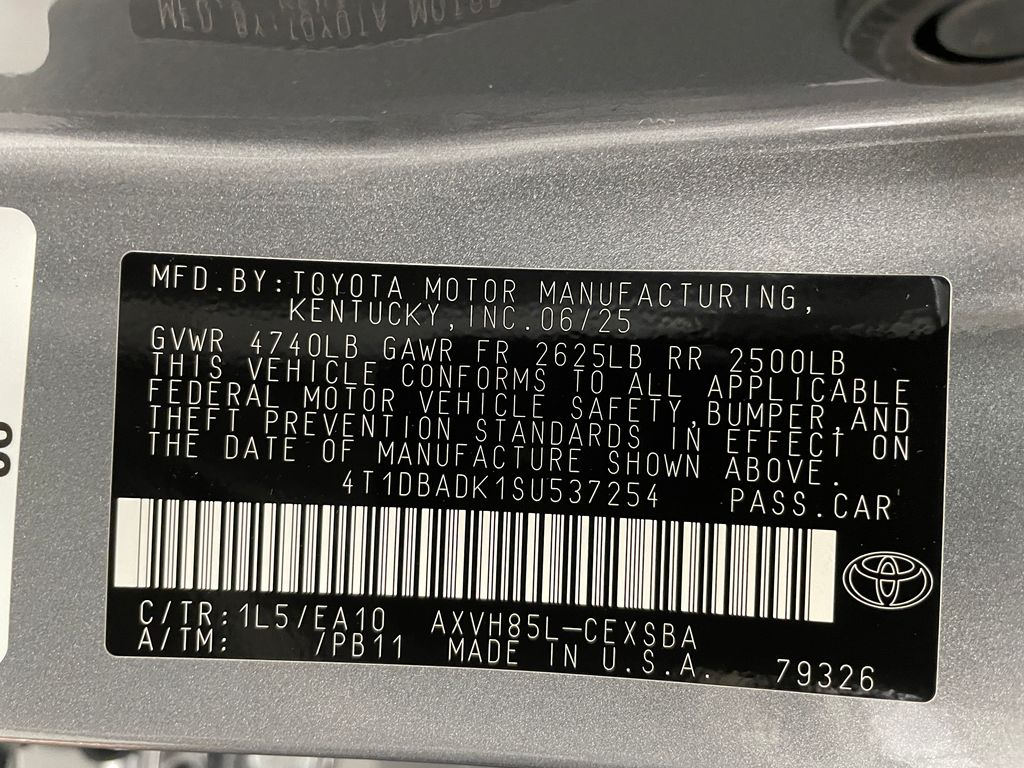 MFD.BY:TOYOTA MOTOR MANUFACTURING,
KENTUCKY,INC.06/25
GVWR 4740LB GAWR FR 2625LB RR 2500LB
THIS VEHICLE CONFORMS TO ALL APPLICABLE
FEDERAL MOTOR VEHICLE SAFETY,BUMPER,AND
THEFT PREVENTION STANDARDS IN EFFECT ON
THE DATE OF MANUFACTURE SHOWN ABOVE.
4T1DBADK1SU537254 PASS.CAR
C/TR:1L5/EA10 AXVH85L-CEXSBA
A/TM: /PB11 MADE IN U.S.A. 79326